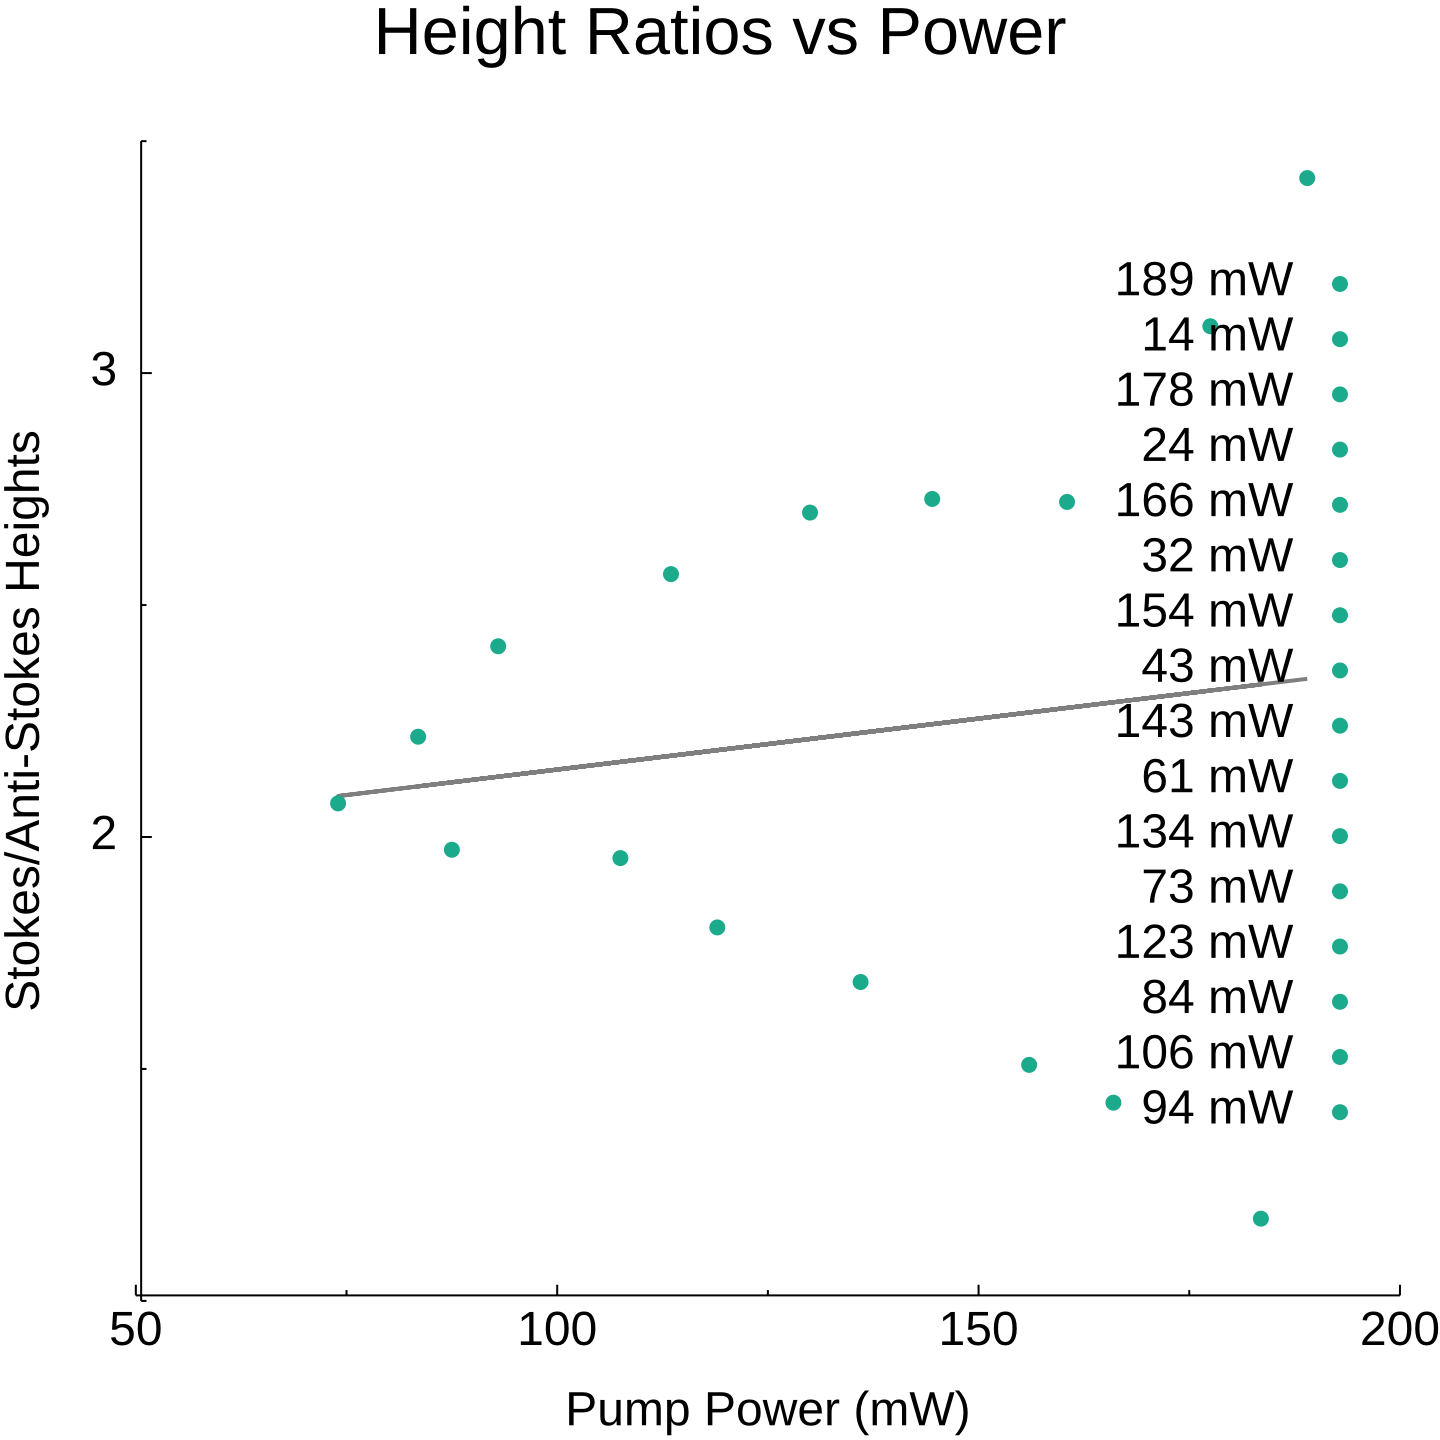 Height Ratios vs Power
189 mW
14 mW
178 mW
24 mW
166 mW
32 mW
154 mW
43 mW
143 mW
61 mW
134 mW
73 mW
123 mW
84 mW
106 mW
94 mW
3
2
Stokes/Anti-Stokes Heights
50 100 150 200
Pump Power (mW)